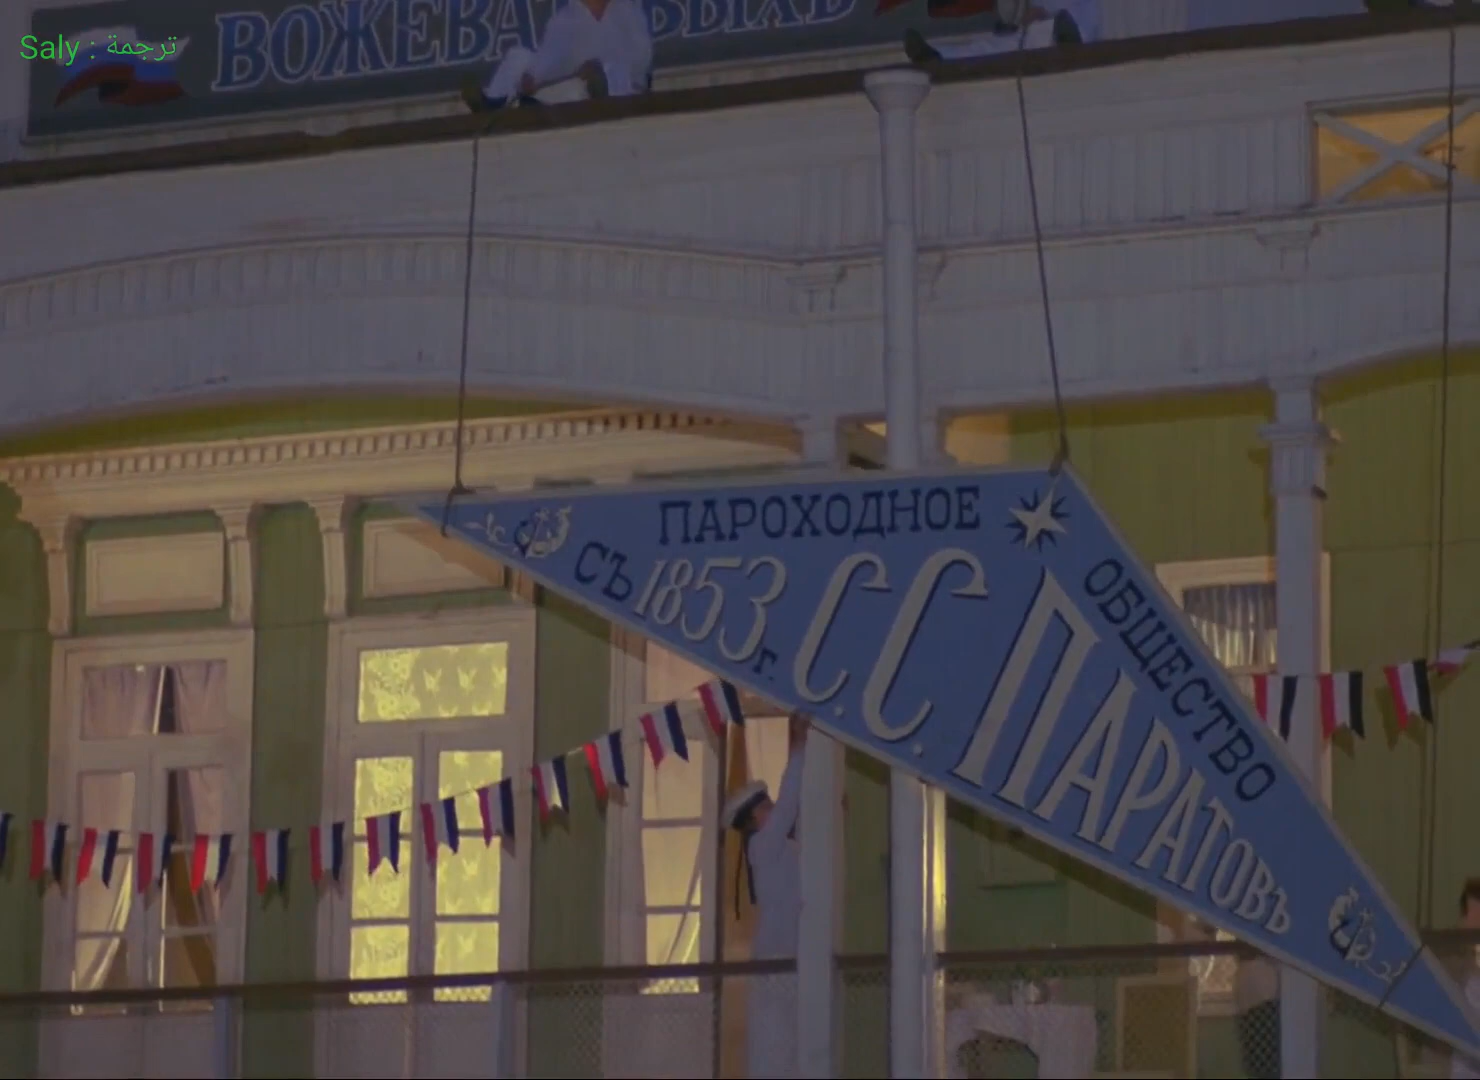 Saly : ترجمة
ПАРОХОДНОЕ
ОБЩЕСТВО
СЪ 1853 г.
С.С. ПАРАТОВЪ